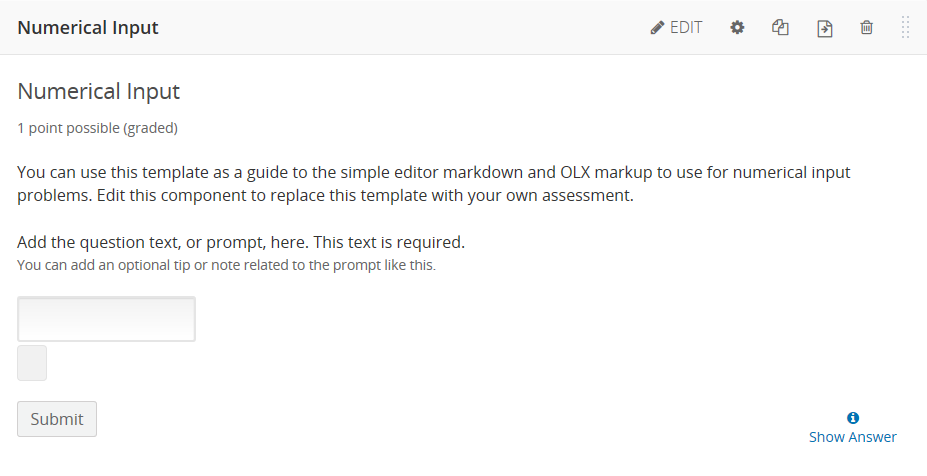 Numerical Input
EDIT
Numerical Input
1 point possible (graded)
You can use this template as a guide to the simple editor markdown and OLX markup to use for numerical input
problems. Edit this component to replace this template with your own assessment.
Add the question text, or prompt, here. This text is required.
You can add an optional tip or note related to the prompt like this.
Submit
Show Answer